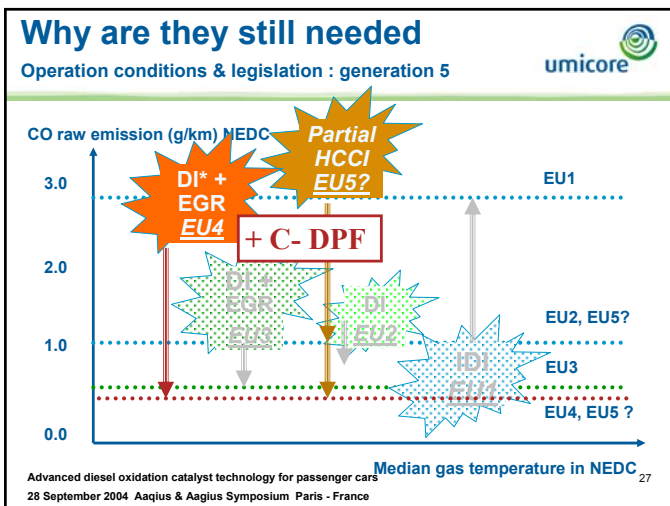 Why are they still needed
Operation conditions & legislation : generation 5
umicore
CO raw emission (g/km) NEDC
Partial
HCCI
EU5?
DI* +
EGR
EU4
+ C- DPF
3.0
EU1
2.0
DI +
EGR
EU3
DI
EU2
EU2, EU5?
1.0
IDI
EU1
EU3
EU4, EU5 ?
0.0
Median gas temperature in NEDC
Advanced diesel oxidation catalyst technology for passenger cars
28 September 2004 Aaqius & Aagius Symposium Paris - France
27